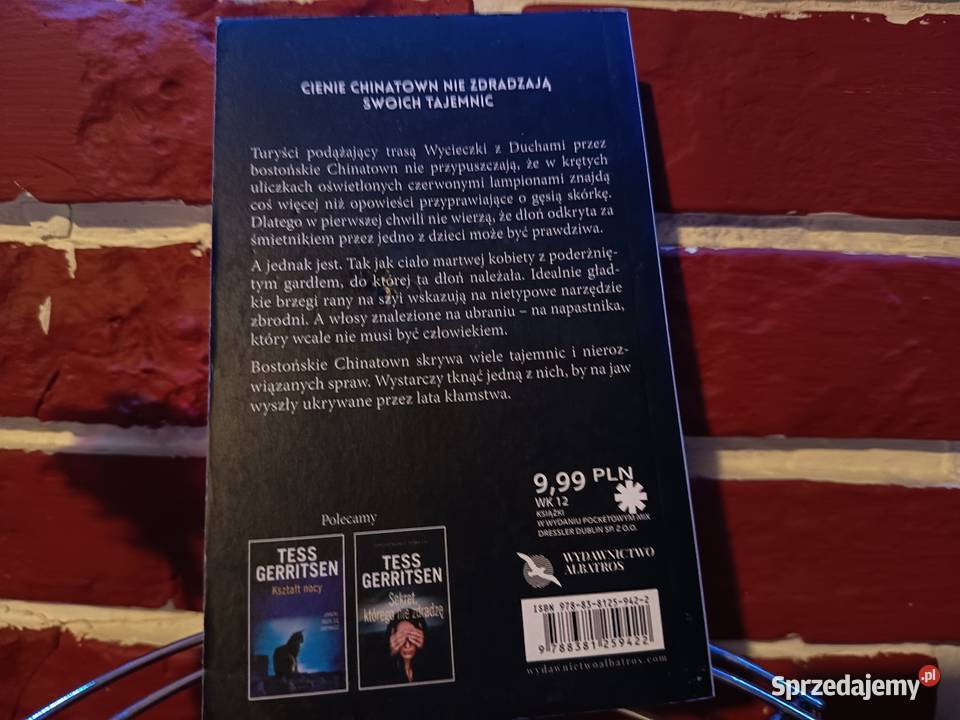 CIENIE CHINATOWN NIE ZDRADZAJĄ
SWOICH TAJEMNIC
Turyści podążający trasą Wycieczki z Duchami przez
bostońskie Chinatown nie przypuszczają, że w krętych
uliczkach oświetlonych czerwonymi lampionami znajdą
coś więcej niż opowieści przyprawiające o gęsią skórkę.
Dlatego w pierwszej chwili nie wierzą, że dłoń odkryta za
śmietnikiem przez jedno z dzieci może być prawdziwa.
A jednak jest. Tak jak ciało martwej kobiety z poderżnię-
tym gardłem, do której ta dłoń należała. Idealnie gład-
kie brzegi rany na szyi wskazują na nietypowe narzędzie
zbrodni. A włosy znalezione na ubraniu – na napastnika,
który wcale nie musi być człowiekiem.
Bostońskie Chinatown skrywa wiele tajemnic i nieroz-
wiązanych spraw. Wystarczy tknąć jedną z nich, by na jaw
wyszły ukrywane przez lata kłamstwa.
9,99 PLN
WK 12
KSIĄŻKI
W WYDANIU POCKETOWYM MIX
DRESSLER DUBLIN SP. Z O.O.
Polecamy
TESS
GERRITSEN
Kształt nocy
TESS
GERRITSEN
Sekret,
którego nie zdradzę
WYDAWNICTWO
ALBATROS
ISBN 978-83-8125-942-2
9 788381 259422
wydawnictwoalbatros.com
Sprzedajemy.pl